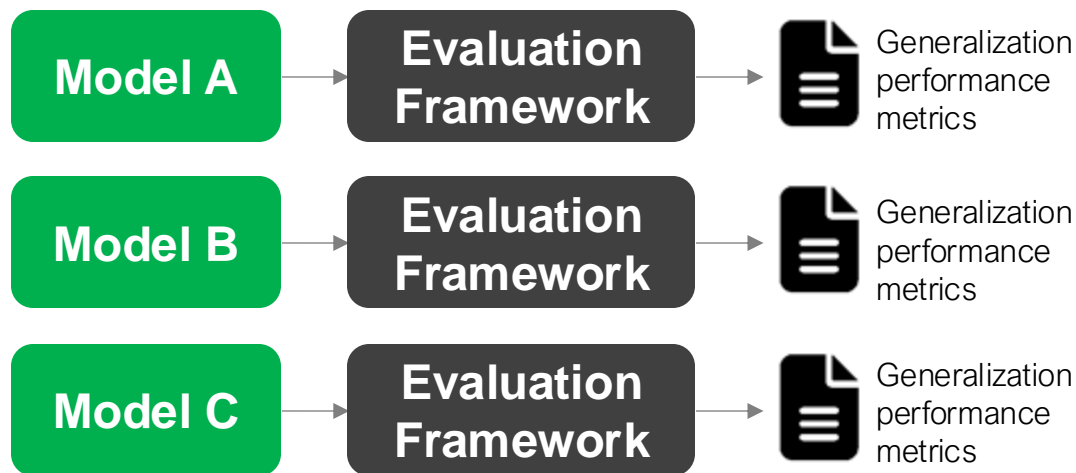 Model A
Evaluation
Framework
Generalization
performance
metrics
Model B
Evaluation
Framework
Generalization
performance
metrics
Model C
Evaluation
Framework
Generalization
performance
metrics